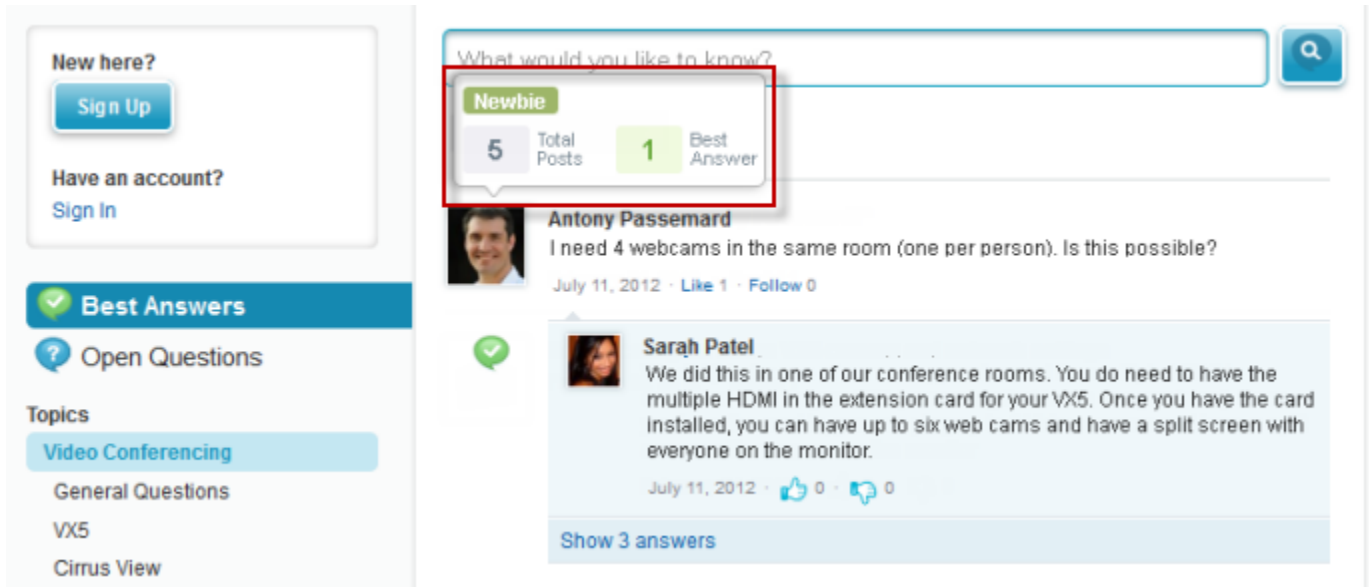 New here?
Sign Up
Have an account?
Sign In
Best Answers
Open Questions
Topics
Video Conferencing
General Questions
VX5
Cirrus View
What would you like to know?
Newbie
5 Total Posts 1 Best Answer
Antony Passemard
I need 4 webcams in the same room (one per person). Is this possible?
July 11, 2012 · Like 1 · Follow 0
Sarah Patel
We did this in one of our conference rooms. You do need to have the
multiple HDMI in the extension card for your VX5. Once you have the card
installed, you can have up to six web cams and have a split screen with
everyone on the monitor.
July 11, 2012 · 0 · 0
Show 3 answers